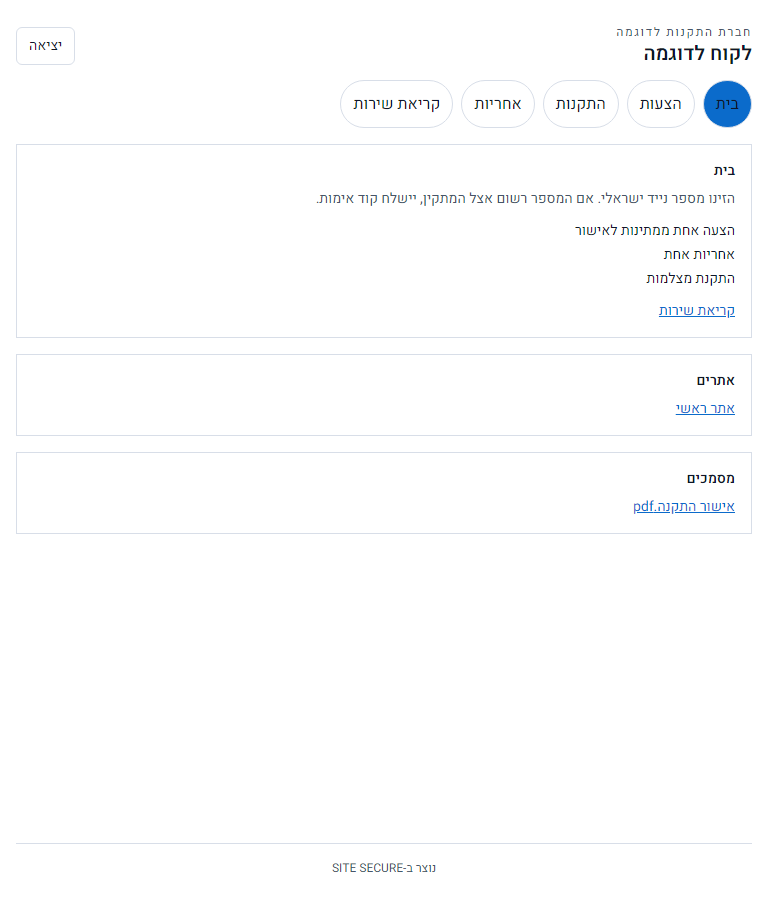 חברת התקנות לדוגמה
לקוח לדוגמה
יציאה
בית
הצעות
התקנות
אחריות
קריאת שירות
בית
הזינו מספר נייד ישראלי. אם המספר רשום אצל המתקין, יישלח קוד אימות.
הצעה אחת ממתינות לאישור
אחריות אחת
התקנת מצלמות
קריאת שירות
אתרים
אתר ראשי
מסמכים
אישור התקנה.pdf
נוצר ב-SITE SECURE